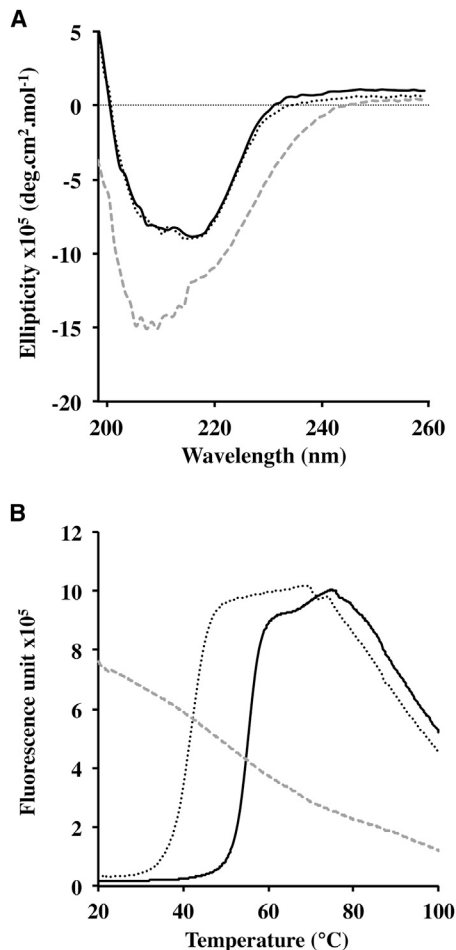 A
Ellipticity x10⁵ (deg.cm².mol⁻¹)
5
0
-5
-10
-15
-20
200 220 240 260
Wavelength (nm)
B
Fluorescence unit x10⁵
12
10
8
6
4
2
0
20 40 60 80 100
Temperature (°C)